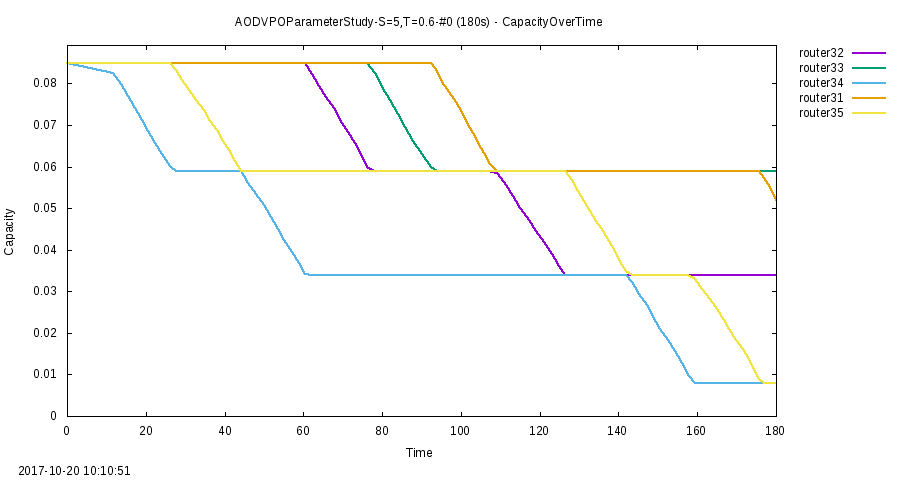 AODVPOParameterStudy-S=5,T=0.6-#0 (180s) - CapacityOverTime
router32
router33
router34
router31
router35
0.08
0.07
0.06
0.05
0.04
0.03
0.02
0.01
0
Capacity
0 20 40 60 80 100 120 140 160 180
Time
2017-10-20 10:10:51